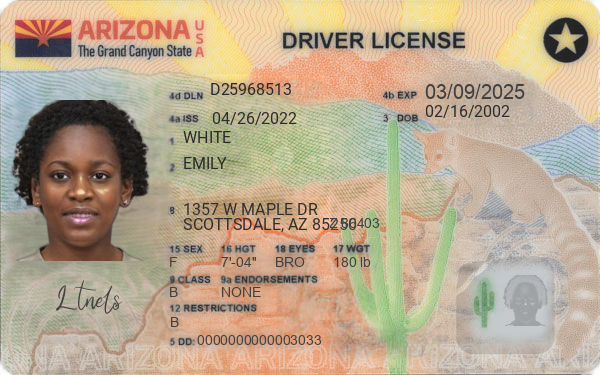 ARIZONA USA
The Grand Canyon State
DRIVER LICENSE
4d DLN D25968513
4b EXP 03/09/2025
4a ISS 04/26/2022
3 DOB 02/16/2002
1 WHITE
2 EMILY
8 1357 W MAPLE DR
SCOTTSDALE, AZ
15 SEX 16 HGT 18 EYES 17 WGT
F 7'-04" BRO 180 lb
9 CLASS 9a ENDORSEMENTS
B NONE
12 RESTRICTIONS
B
5 DD: 0000000000003033
ARIZONA ARIZONA ARIZONA ARIZONA